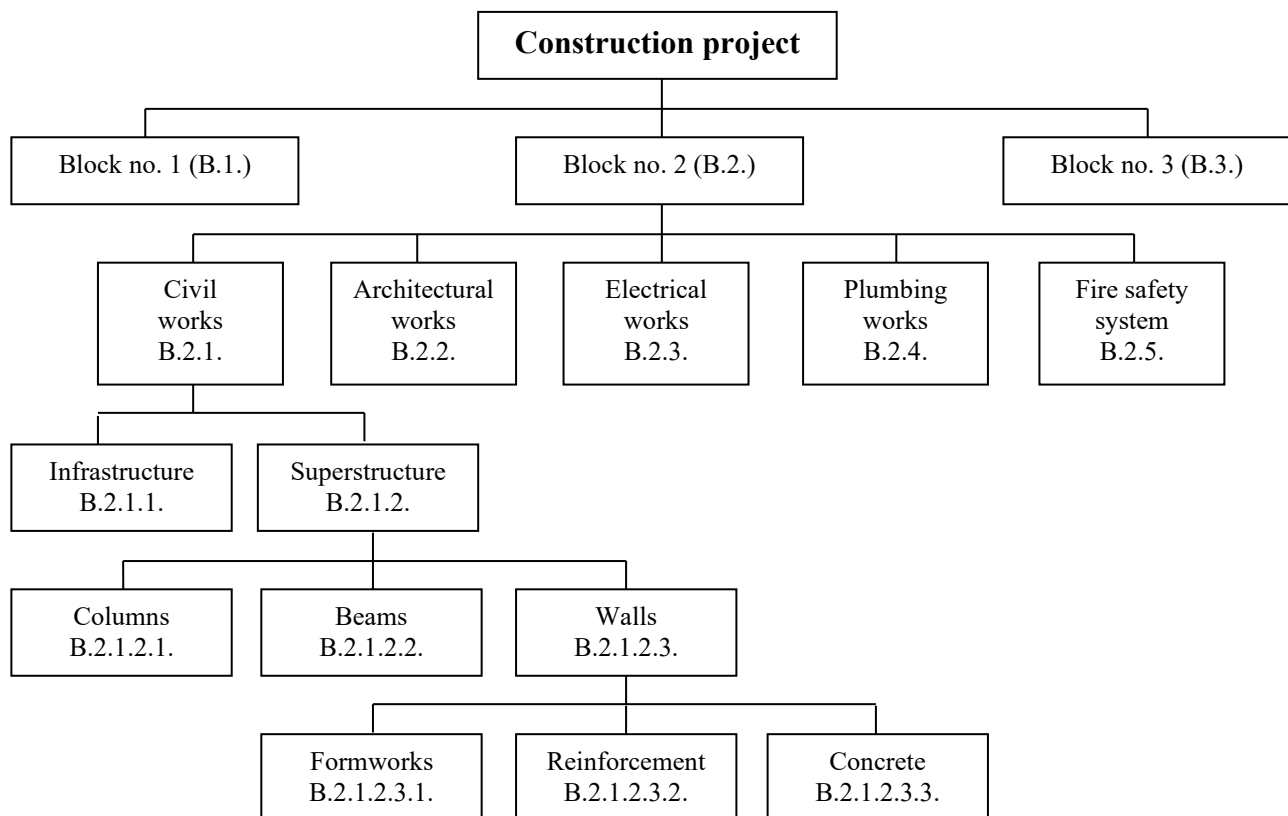 Construction project
Block no. 1 (B.1.)
Block no. 2 (B.2.)
Block no. 3 (B.3.)
Civil
works
B.2.1.
Architectural
works
B.2.2.
Electrical
works
B.2.3.
Plumbing
works
B.2.4.
Fire safety
system
B.2.5.
Infrastructure
B.2.1.1.
Superstructure
B.2.1.2.
Columns
B.2.1.2.1.
Beams
B.2.1.2.2.
Walls
B.2.1.2.3.
Formworks
B.2.1.2.3.1.
Reinforcement
B.2.1.2.3.2.
Concrete
B.2.1.2.3.3.